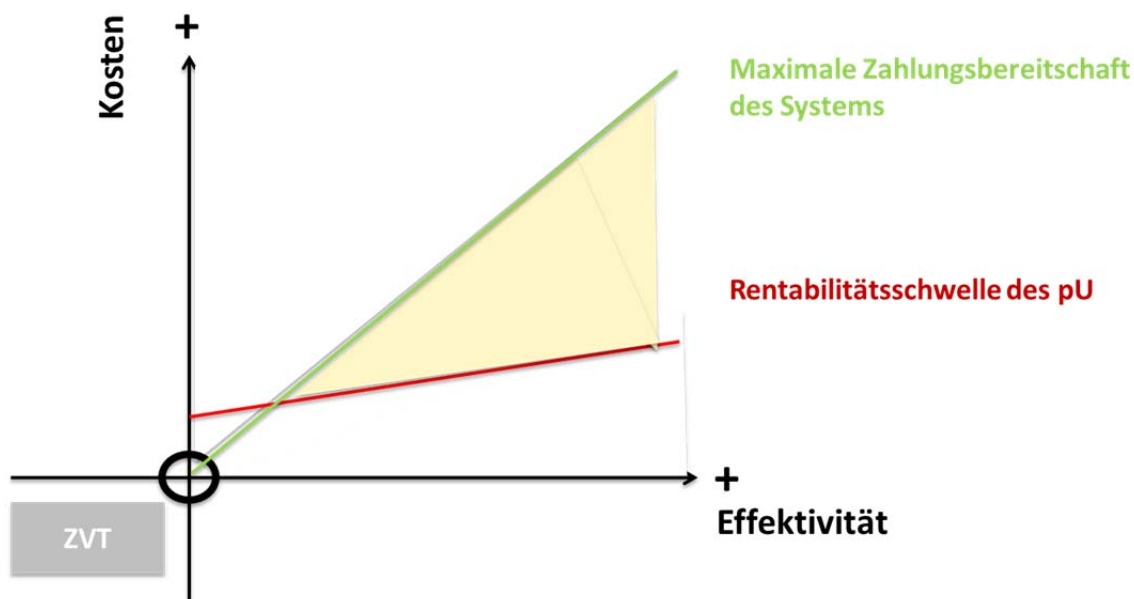 +
Kosten
Maximale Zahlungsbereitschaft
des Systems
Rentabilitätsschwelle des pU
+
Effektivität
ZVT